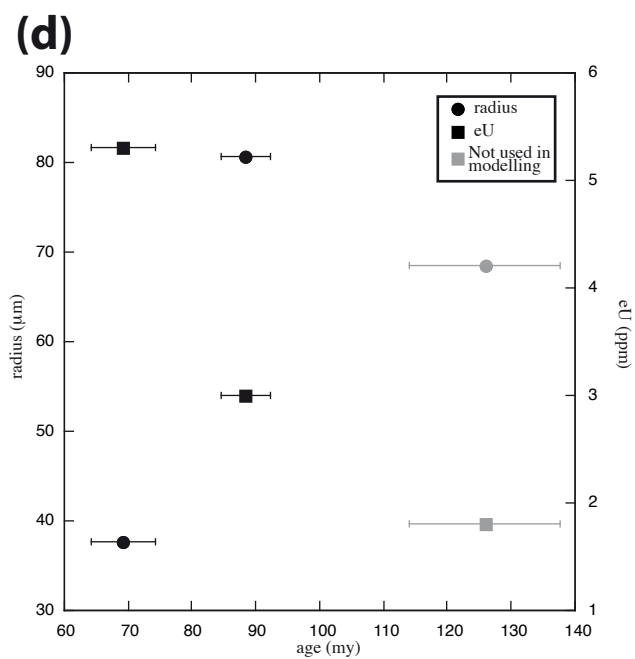 (d)
90
80
70
60
50
40
30
radius (μm)
radius
eU
Not used in
modelling
6
5
4
3
2
1
eU (ppm)
60 70 80 90 100 110 120 130 140
age (my)